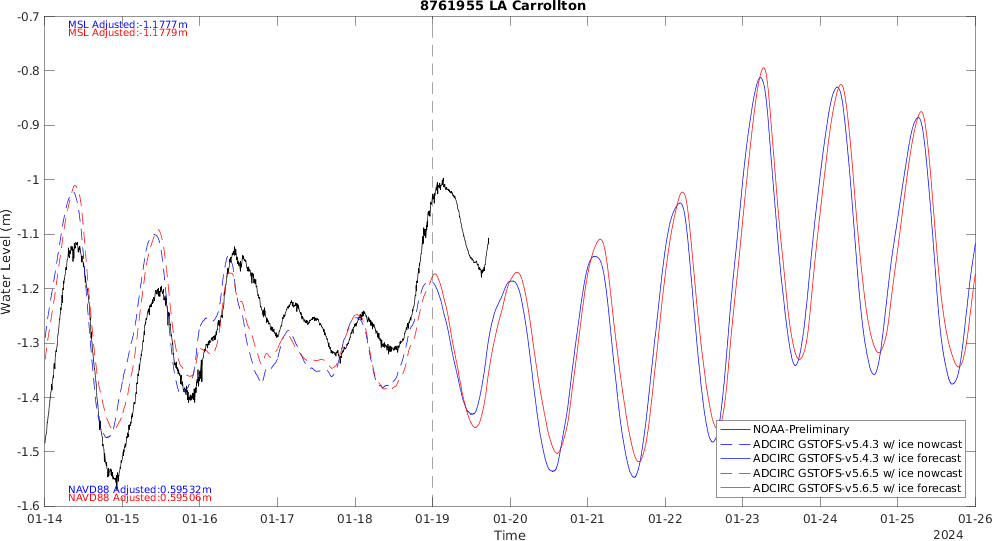 8761955 LA Carrollton
MSL Adjusted:-1.1777m
MSL Adjusted:-1.1779m
Water Level (m)
-0.7
-0.8
-0.9
-1
-1.1
-1.2
-1.3
-1.4
-1.5
-1.6
NOAA-Preliminary
ADCIRC GSTOFS-v5.4.3 w/ ice nowcast
ADCIRC GSTOFS-v5.4.3 w/ ice forecast
ADCIRC GSTOFS-v5.6.5 w/ ice nowcast
ADCIRC GSTOFS-v5.6.5 w/ ice forecast
NAVD88 Adjusted:0.59532m
NAVD88 Adjusted:0.59506m
01-14 01-15 01-16 01-17 01-18 01-19 01-20 01-21 01-22 01-23 01-24 01-25 01-26
Time
2024